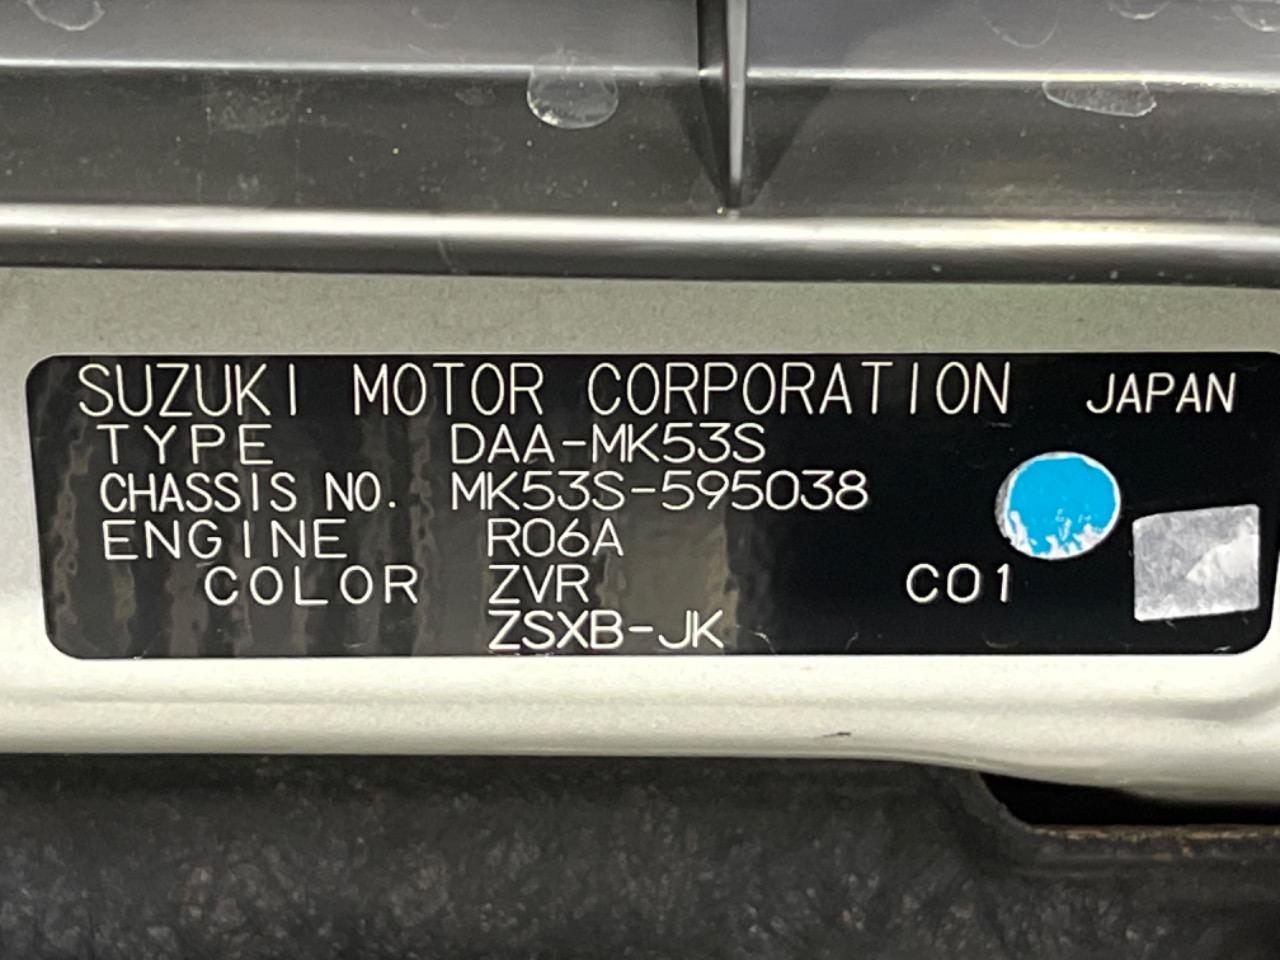 SUZUKI MOTOR CORPORATION JAPAN
TYPE DAA-MK53S
CHASSIS NO. MK53S-595038
ENGINE R06A
COLOR ZVR C01
ZSXB-JK